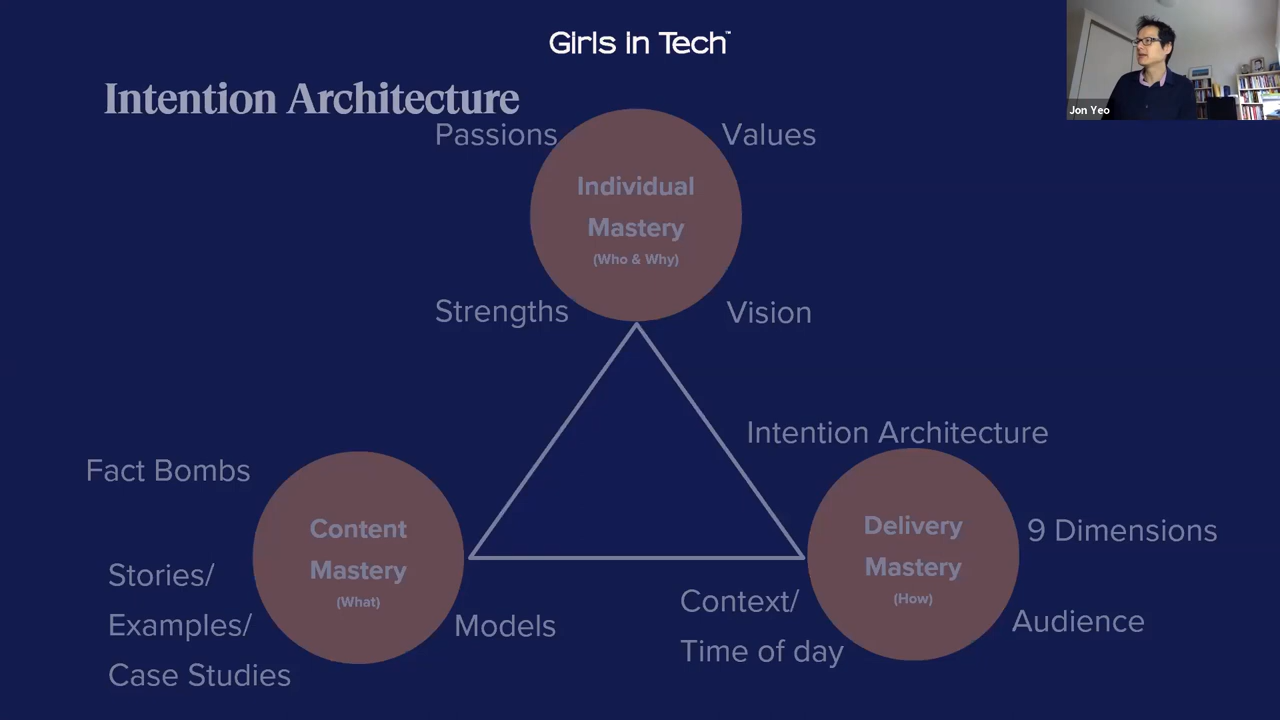 Girls in Tech™
Jon Yeo
Intention Architecture
Passions
Values
Individual
Mastery
(Who & Why)
Strengths
Vision
Intention Architecture
Fact Bombs
Content
Mastery
(What)
Delivery
Mastery
(How)
9 Dimensions
Stories/
Examples/
Case Studies
Models
Context/
Time of day
Audience